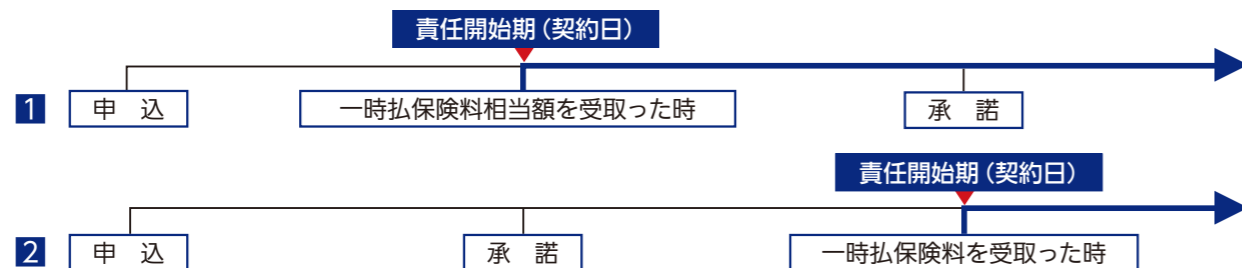 責任開始期（契約日）
1 申 込 一時払保険料相当額を受取った時 承 諾
責任開始期（契約日）
2 申 込 承 諾 一時払保険料を受取った時